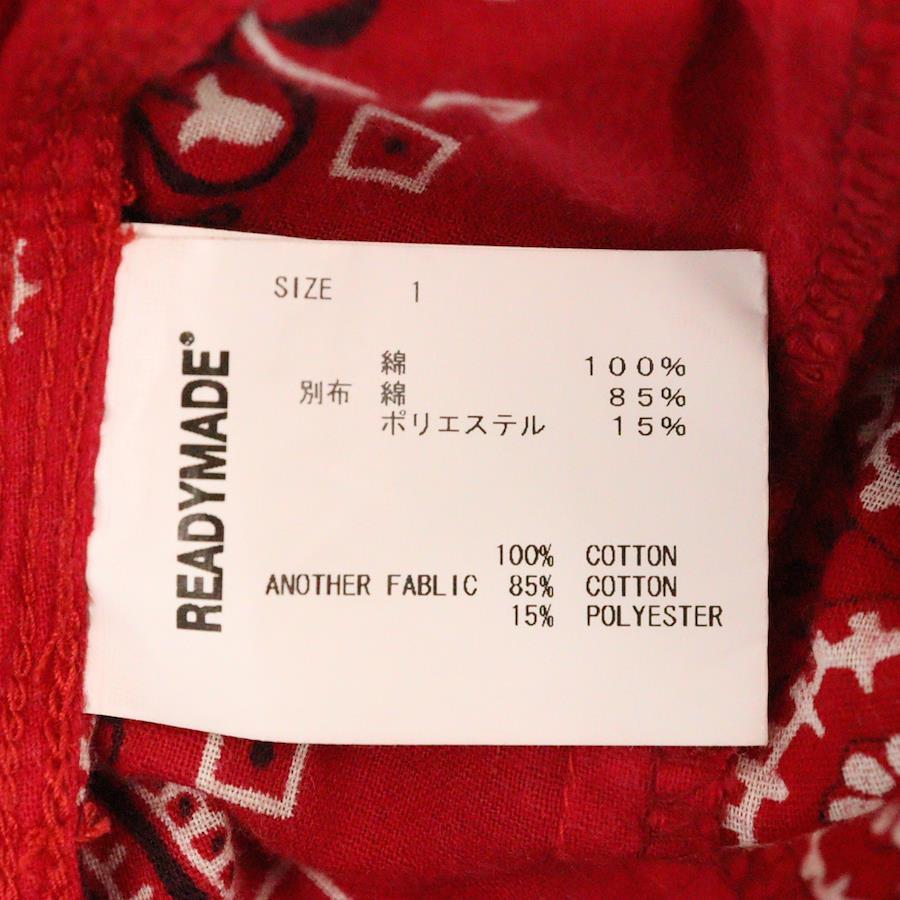 READYMADE®
SIZE 1
綿 100%
別布 綿 85%
ポリエステル 15%
100% COTTON
ANOTHER FABLIC 85% COTTON
15% POLYESTER